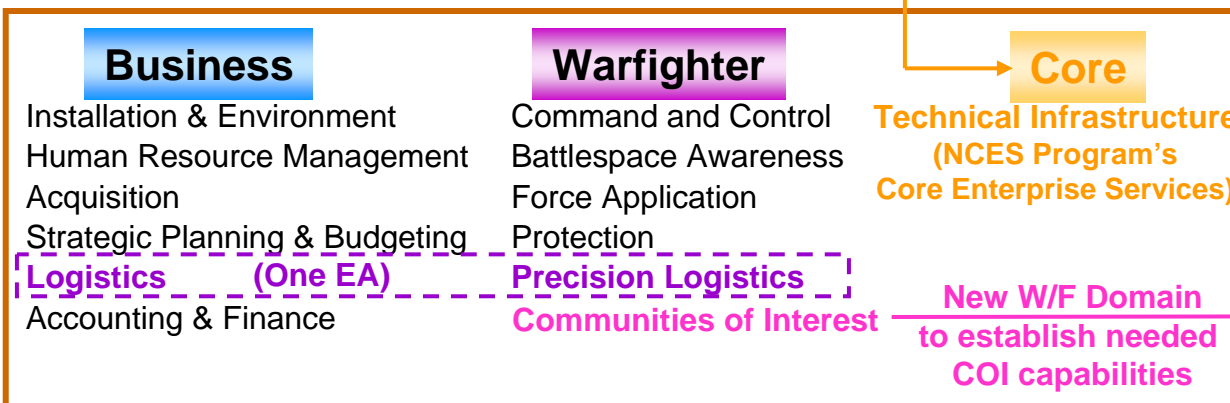 Business
Installation & Environment
Human Resource Management
Acquisition
Strategic Planning & Budgeting
Logistics (One EA)
Accounting & Finance
Warfighter
Command and Control
Battlespace Awareness
Force Application
Protection
Precision Logistics
Communities of Interest
Core
Technical Infrastructure
(NCES Program’s
Core Enterprise Services)
New W/F Domain
to establish needed
COI capabilities